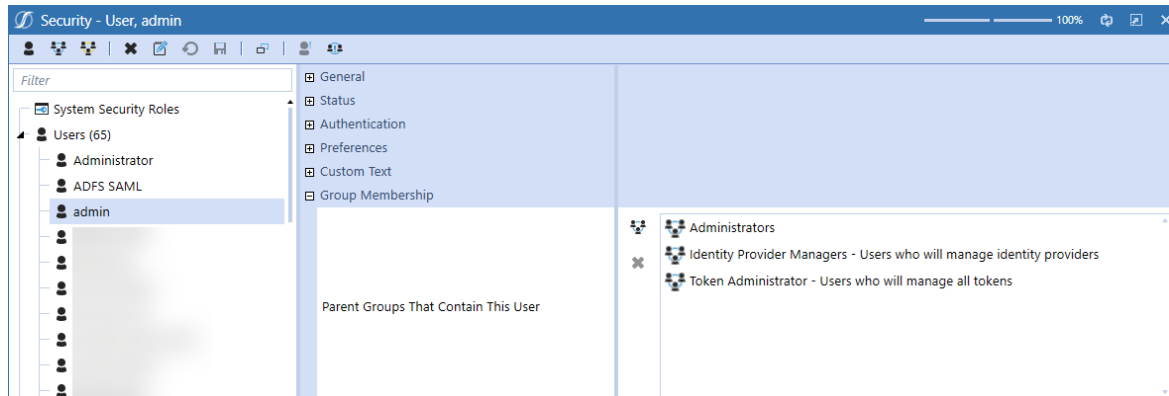 Security - User, admin
100%
Filter
System Security Roles
Users (65)
Administrator
ADFS SAML
admin
General
Status
Authentication
Preferences
Custom Text
Group Membership
Parent Groups That Contain This User
Administrators
Identity Provider Managers - Users who will manage identity providers
Token Administrator - Users who will manage all tokens